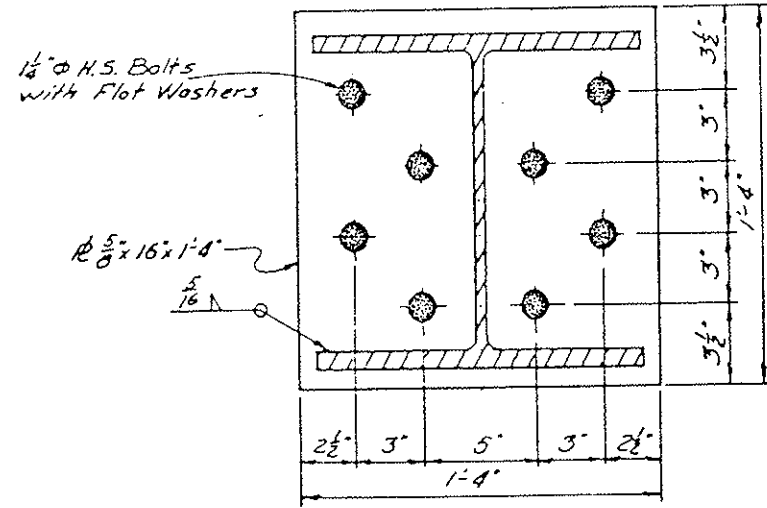 1¼"Φ H.S. Bolts
with Flat Washers
℄ 5/8" x 16" x 1'-4"
5/16
3½"
3"
3"
3"
3½"
1'-4"
2½" 3" 5" 3" 2½"
1'-4"